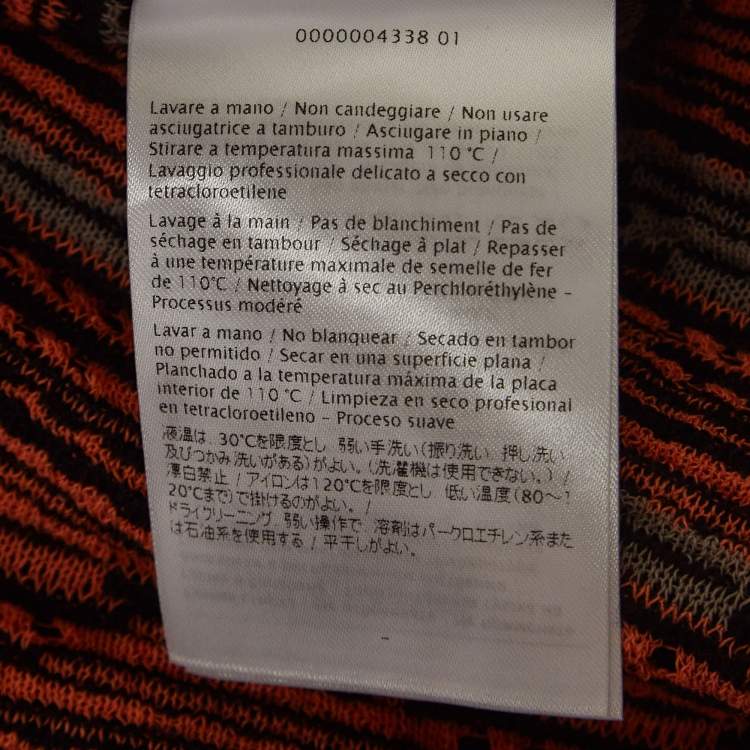 0000004338 01
Lavare a mano / Non candeggiare / Non usare
asciugatrice a tamburo / Asciugare in piano /
Stirare a temperatura massima 110 °C /
Lavaggio professionale delicato a secco con
tetracloroetilene
Lavage à la main / Pas de blanchiment / Pas de
séchage en tambour / Séchage à plat / Repasser
à une température maximale de semelle de fer
de 110°C / Nettoyage à sec au Perchloréthylène -
Processus modéré
Lavar a mano / No blanquear / Secado en tambor
no permitido / Secar en una superficie plana /
Planchado a la temperatura máxima de la placa
interior de 110 °C / Limpieza en seco profesional
en tetracloroetileno - Proceso suave
液温は、30℃を限度とし、弱い手洗い(振り洗い、押し洗い
及びつかみ洗いがある)がよい。(洗濯機は使用できない。) /
漂白禁止 / アイロンは120℃を限度とし、低い温度(80～1
20℃まで)で掛けるのがよい。 /
ドライクリーニング、弱い操作で、溶剤はパークロエチレン系また
は石油系を使用する / 平干しがよい。